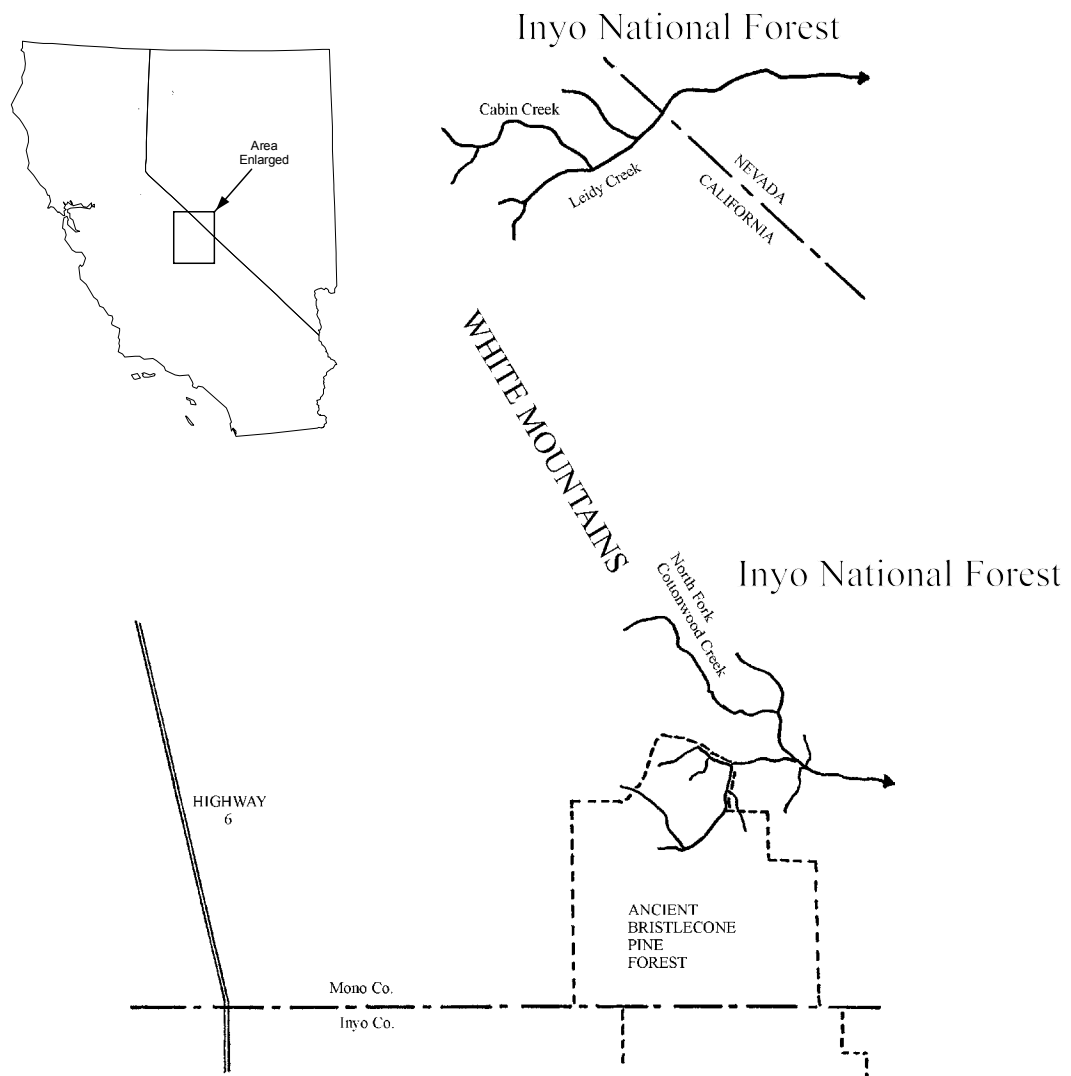 Inyo National Forest
Area
Enlarged
Cabin Creek
Leidy Creek
NEVADA
CALIFORNIA
WHITE MOUNTAINS
North Fork
Cottonwood Creek
Inyo National Forest
HIGHWAY
6
ANCIENT
BRISTLECONE
PINE
FOREST
Mono Co.
Inyo Co.